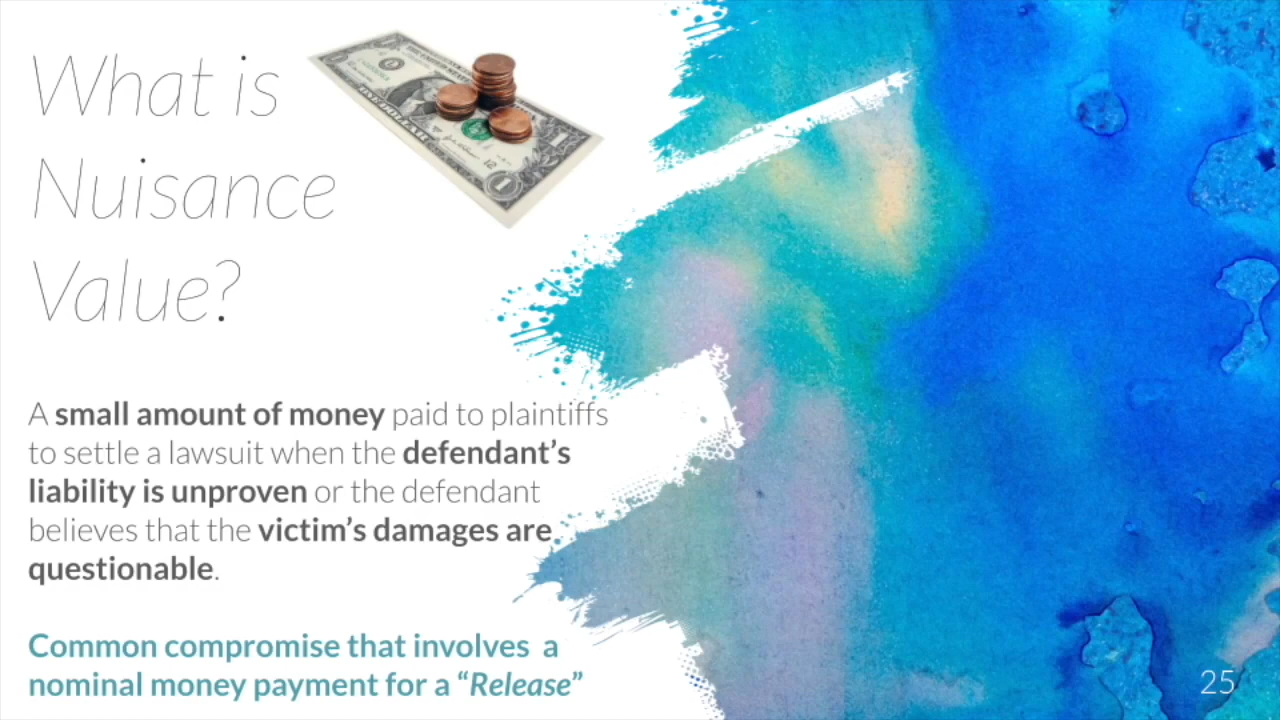 What is
Nuisance
Value?
A small amount of money paid to plaintiffs
to settle a lawsuit when the defendant’s
liability is unproven or the defendant
believes that the victim’s damages are
questionable.
Common compromise that involves a
nominal money payment for a “Release”
25